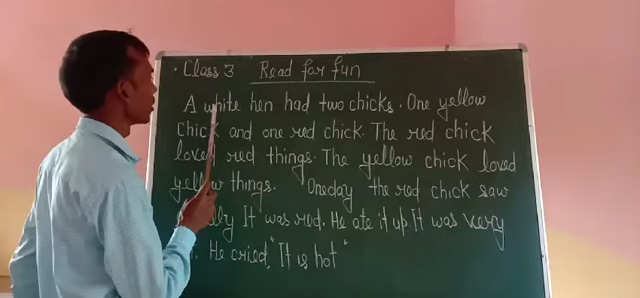 . Class 3 Read for fun
A white hen had two chicks. One yellow
chick and one red chick. The red chick
loved red things. The yellow chick loved
yellow things. Oneday the red chick saw
It was red. He ate it up. It was very
He cried, "It is hot"